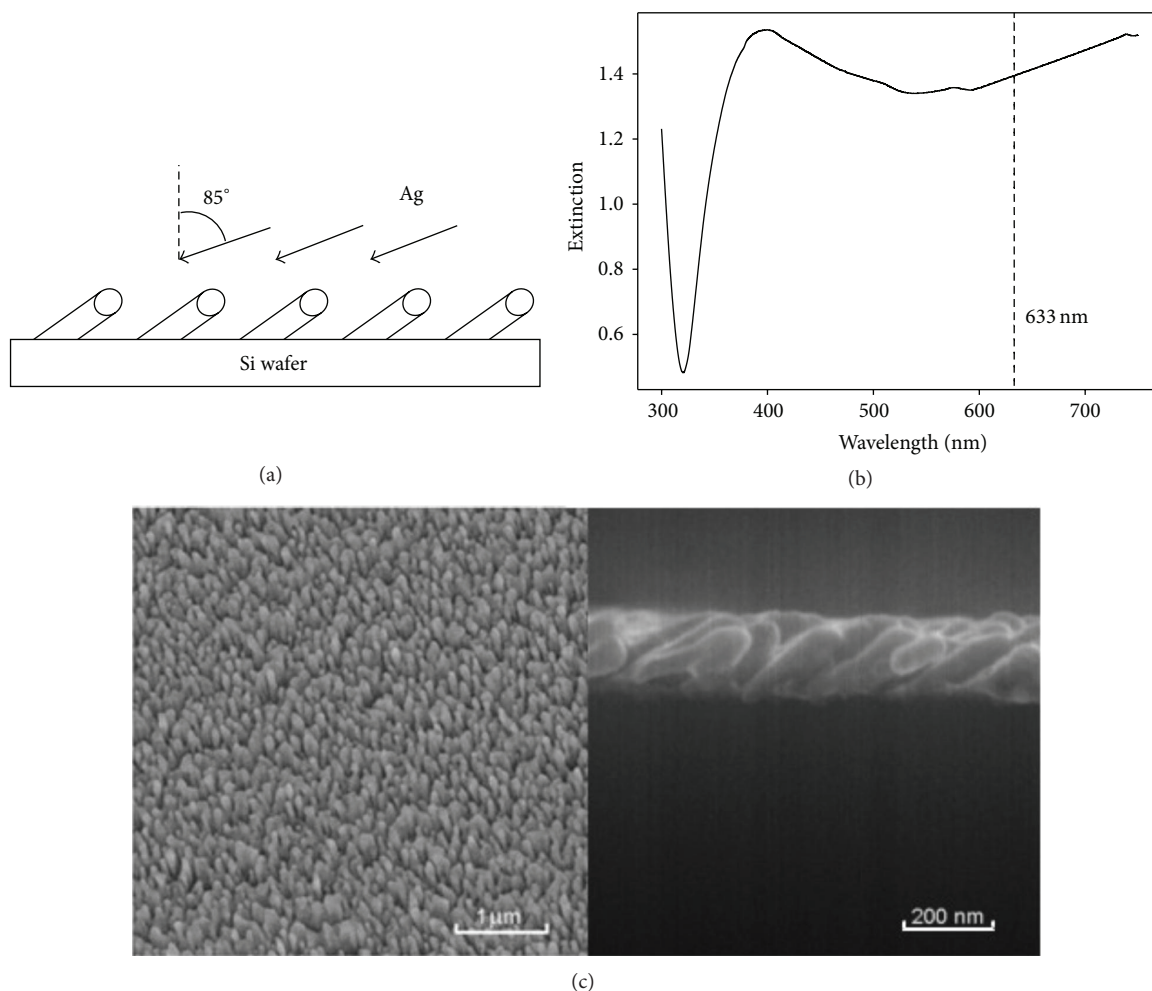 85°
Ag
Si wafer
(a)
Extinction
1.4
1.2
1.0
0.8
0.6
633 nm
300
400
500
600
700
Wavelength (nm)
(b)
1 µm
200 nm
(c)